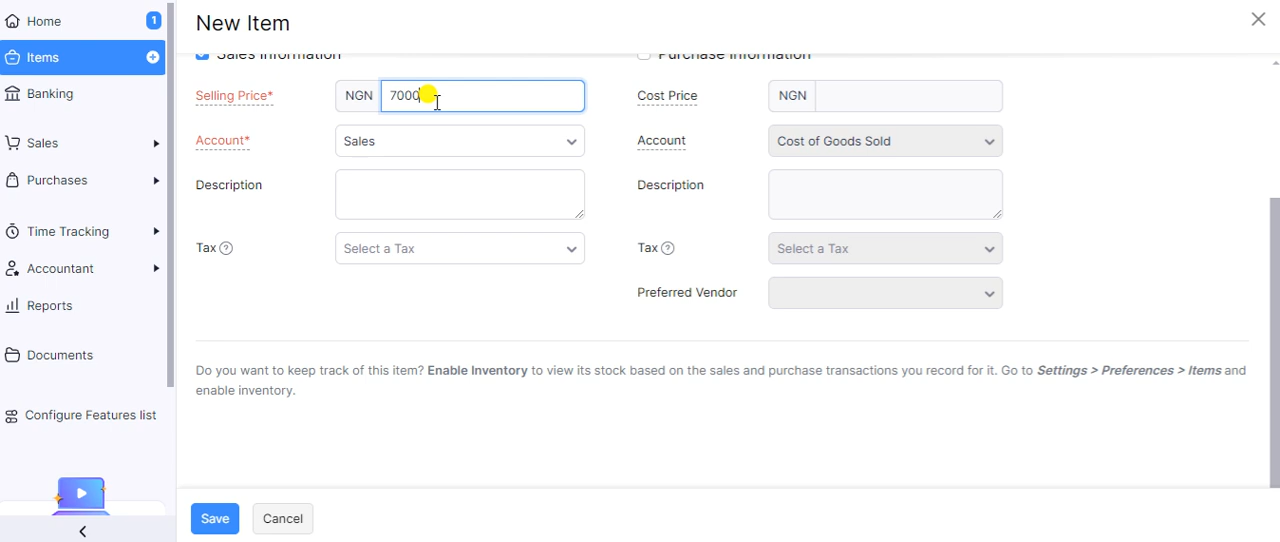 Home 1
Items
Banking
Sales
Purchases
Time Tracking
Accountant
Reports
Documents
Configure Features list
New Item
Sales Information
Selling Price* NGN 7000
Account* Sales
Description
Tax ? Select a Tax
Purchase Information
Cost Price NGN
Account Cost of Goods Sold
Description
Tax ? Select a Tax
Preferred Vendor
Do you want to keep track of this item? Enable Inventory to view its stock based on the sales and purchase transactions you record for it. Go to Settings > Preferences > Items and
enable inventory.
Save Cancel